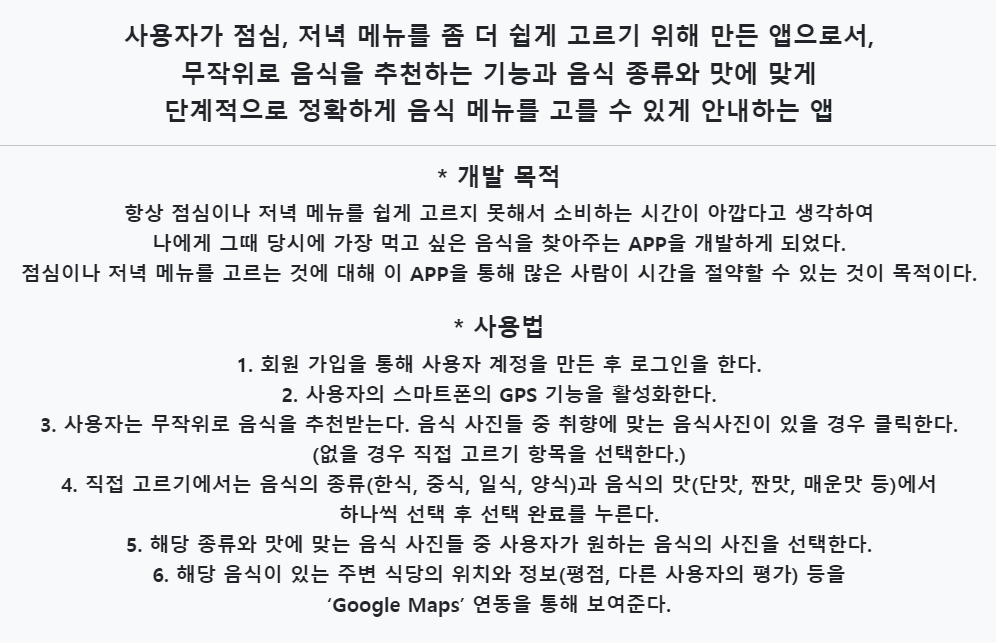 사용자가 점심, 저녁 메뉴를 좀 더 쉽게 고르기 위해 만든 앱으로서,
무작위로 음식을 추천하는 기능과 음식 종류와 맛에 맞게
단계적으로 정확하게 음식 메뉴를 고를 수 있게 안내하는 앱
* 개발 목적
항상 점심이나 저녁 메뉴를 쉽게 고르지 못해서 소비하는 시간이 아깝다고 생각하여
나에게 그때 당시에 가장 먹고 싶은 음식을 찾아주는 APP을 개발하게 되었다.
점심이나 저녁 메뉴를 고르는 것에 대해 이 APP을 통해 많은 사람이 시간을 절약할 수 있는 것이 목적이다.
* 사용법
1. 회원 가입을 통해 사용자 계정을 만든 후 로그인을 한다.
2. 사용자의 스마트폰의 GPS 기능을 활성화한다.
3. 사용자는 무작위로 음식을 추천받는다. 음식 사진들 중 취향에 맞는 음식사진이 있을 경우 클릭한다.
(없을 경우 직접 고르기 항목을 선택한다.)
4. 직접 고르기에서는 음식의 종류(한식, 중식, 일식, 양식)과 음식의 맛(단맛, 짠맛, 매운맛 등)에서
하나씩 선택 후 선택 완료를 누른다.
5. 해당 종류와 맛에 맞는 음식 사진들 중 사용자가 원하는 음식의 사진을 선택한다.
6. 해당 음식이 있는 주변 식당의 위치와 정보(평점, 다른 사용자의 평가) 등을
‘Google Maps’ 연동을 통해 보여준다.